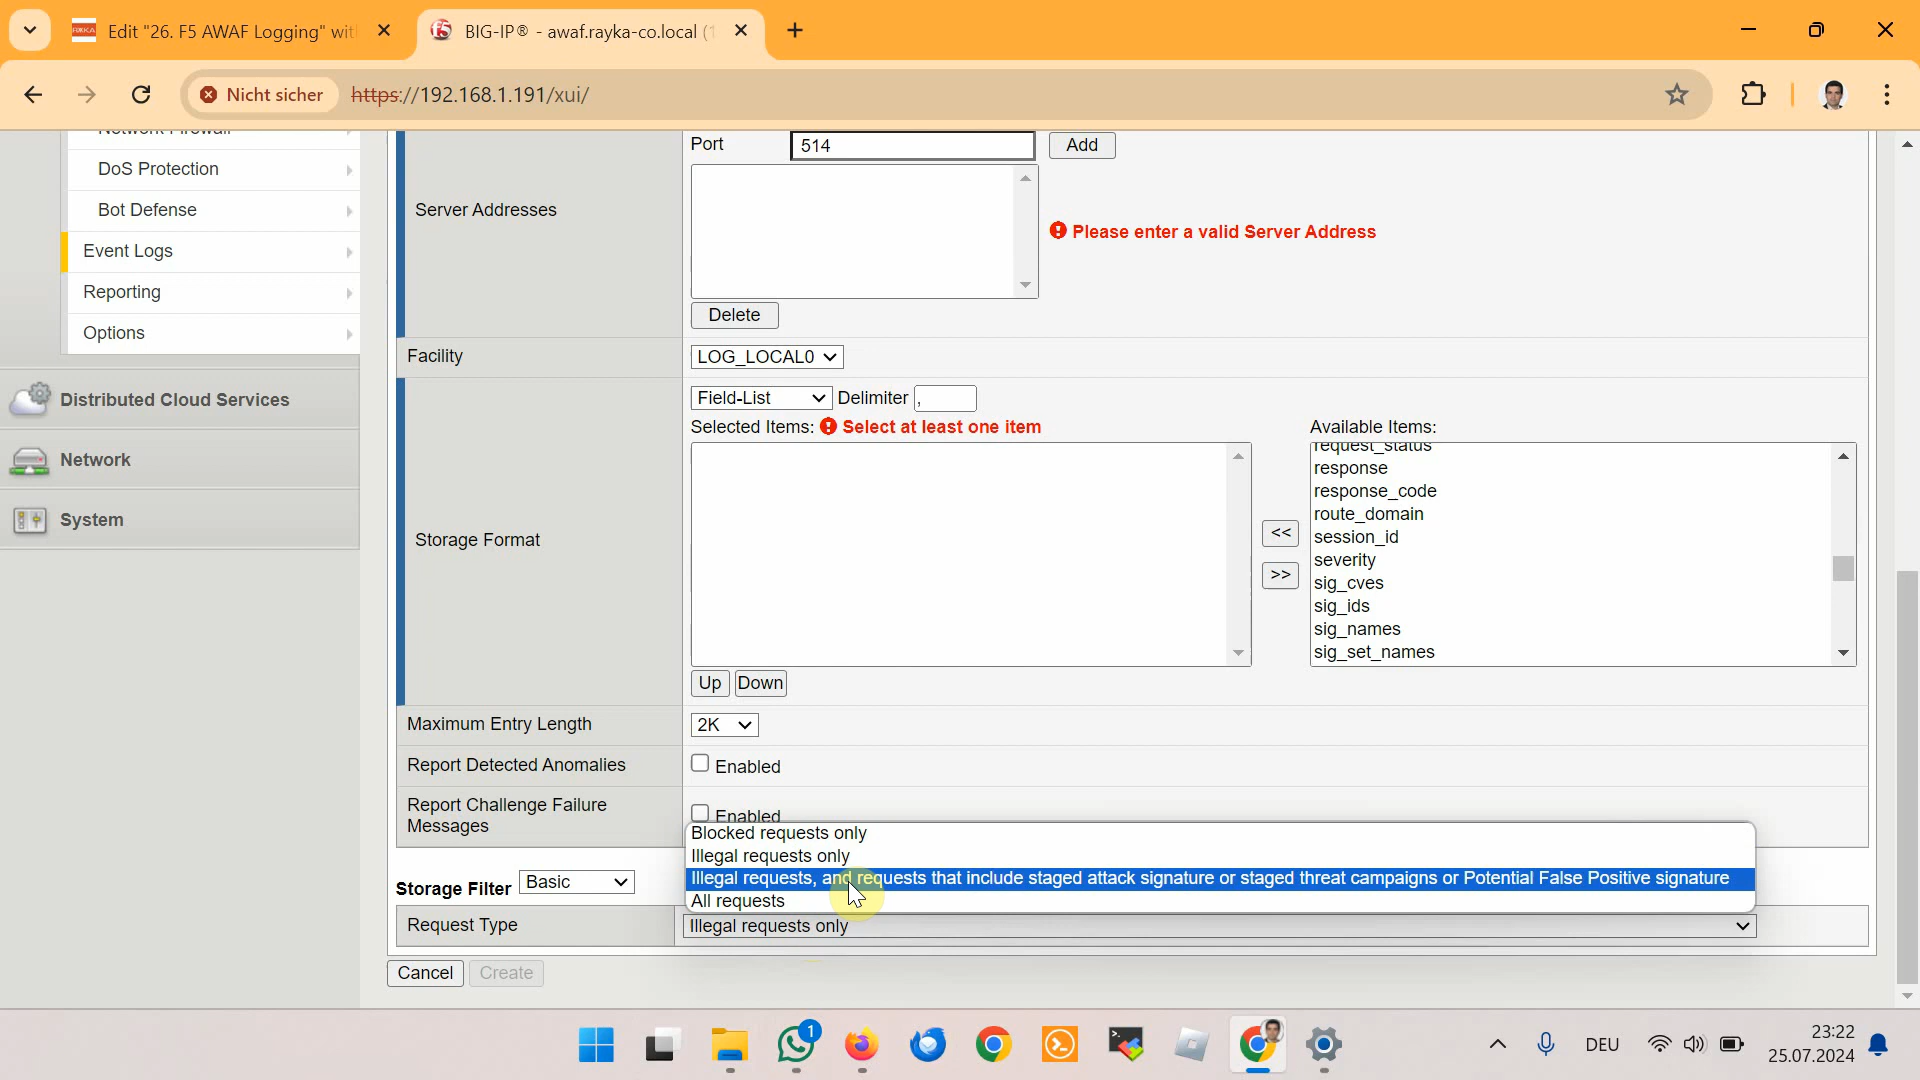 Edit "26. F5 AWAF Logging" wit
BIG-IP® - awaf.rayka-co.local (1
Nicht sicher
https://192.168.1.191/xui/
Network Firewall
DoS Protection
Bot Defense
Event Logs
Reporting
Options
Distributed Cloud Services
Network
System
Port
514
Add
Server Addresses
Please enter a valid Server Address
Delete
Facility
LOG_LOCAL0
Storage Format
Field-List
Delimiter
,
Selected Items:
Select at least one item
Available Items:
request_status
response
response_code
route_domain
session_id
severity
sig_cves
sig_ids
sig_names
sig_set_names
<<
>>
Up
Down
Maximum Entry Length
2K
Report Detected Anomalies
Enabled
Report Challenge Failure
Messages
Enabled
Blocked requests only
Illegal requests only
Illegal requests, and requests that include staged attack signature or staged threat campaigns or Potential False Positive signature
All requests
Storage Filter
Basic
Request Type
Illegal requests only
Cancel
Create
1
DEU
23:22
25.07.2024